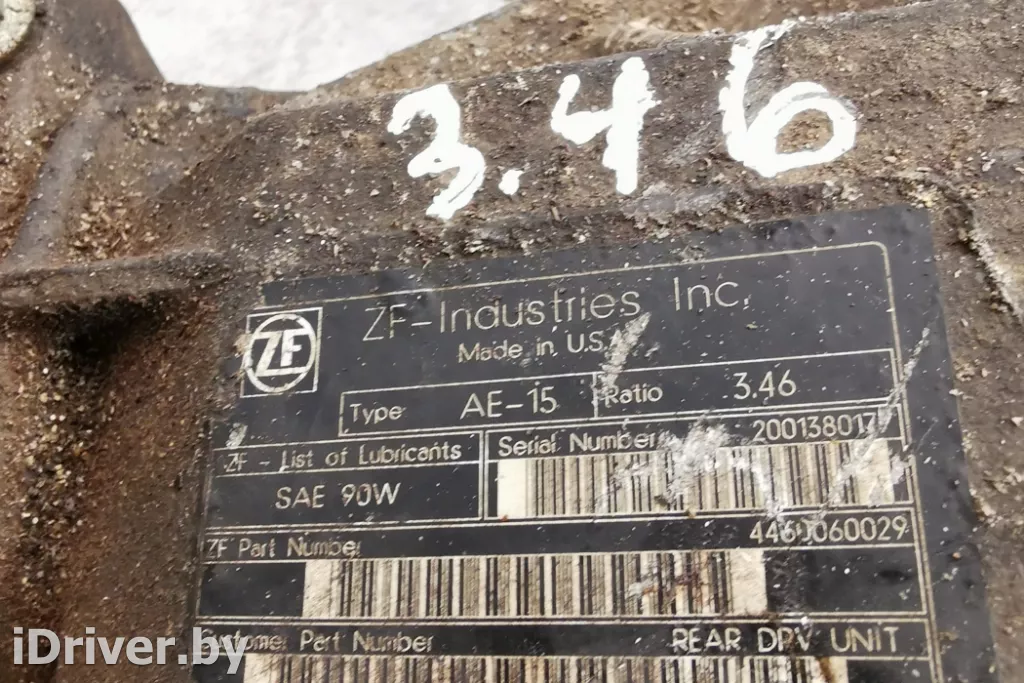 3.46
ZF-Industries Inc.
ZF
Made in U.S.A.
Type AE-15 Ratio 3.46
ZF - List of Lubricants Serial Number 2001380177
SAE 90W
ZF Part Number 4460060029
Customer Part Number REAR DRV UNIT
iDriver.by